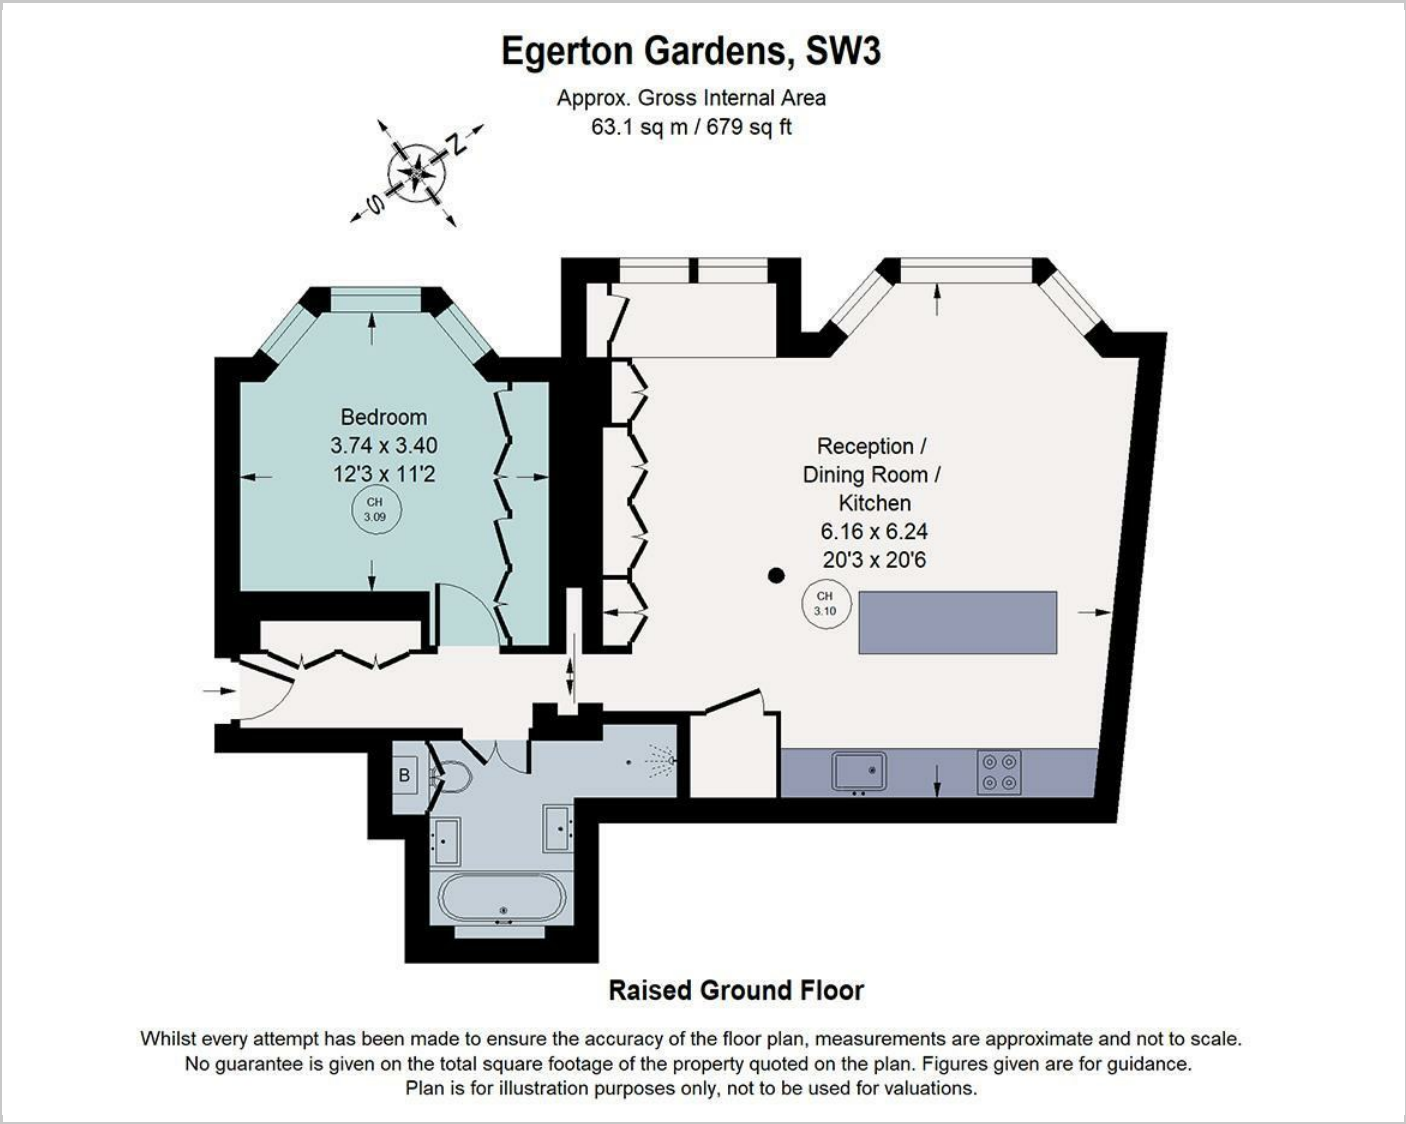 Egerton Gardens, SW3
Approx. Gross Internal Area
63.1 sq m / 679 sq ft
N
S
Bedroom
3.74 x 3.40
12'3 x 11'2
CH
3.09
Reception /
Dining Room /
Kitchen
6.16 x 6.24
20'3 x 20'6
CH
3.10
B
Raised Ground Floor
Whilst every attempt has been made to ensure the accuracy of the floor plan, measurements are approximate and not to scale.
No guarantee is given on the total square footage of the property quoted on the plan. Figures given are for guidance.
Plan is for illustration purposes only, not to be used for valuations.